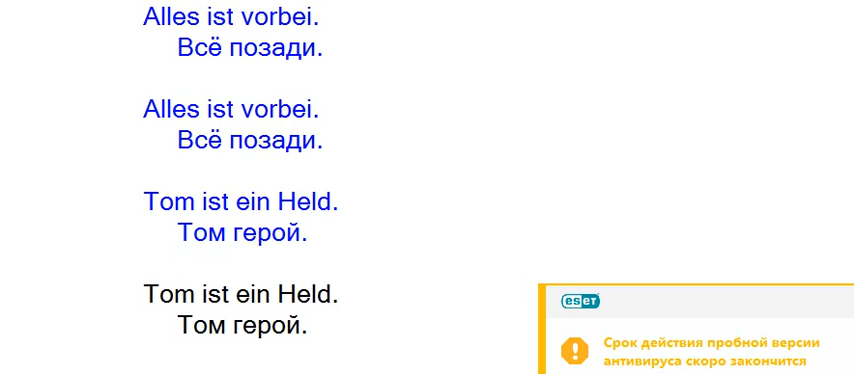 Alles ist vorbei.
Всё позади.
Alles ist vorbei.
Всё позади.
Tom ist ein Held.
Том герой.
Tom ist ein Held.
Том герой.
eset
Срок действия пробной версии
антивируса скоро закончится